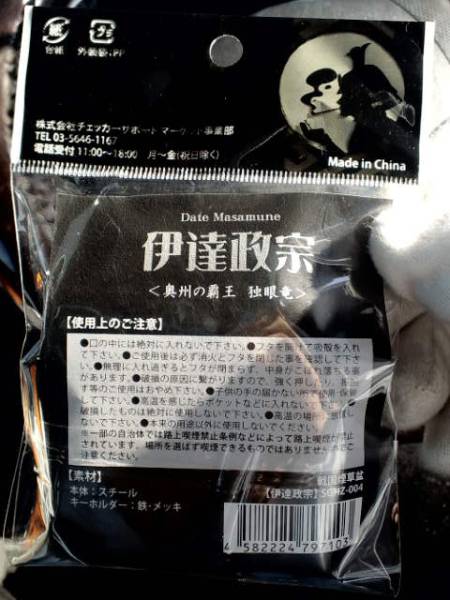 紙
プラ
台紙
外装袋：PP
株式会社チェッカーサポートマーケット事業部
TEL 03-5646-1167
電話受付 11:00～18:00 月～金(祝日除く)
Made in China
Date Masamune
伊達政宗
＜奥州の覇王 独眼竜＞
【使用上のご注意】
●口の中には絶対に入れないで下さい。●フタを開けて吸殻を入れ
て下さい。●ご使用後は必ず消火とフタを閉じた事を確認して下さ
い。●無理に入れ過ぎるとフタが閉まらず、中身がこぼれ落ちる事
があります。●破損の原因に繋がりますので、強く押したり、
す等のご使用はおやめ下さい。●子供の手の届かない所で使用・保管
して下さい。●高温を感じたらポケットなどに入れないで下さい。●
破損したものは絶対に使用しないで下さい。●高温の場所に
ないで下さい。●本来の用途以外に使用しないでください。
※一部の自治体では路上喫煙禁止条例などによって路上喫煙が禁止
されています。場所を選ばず喫煙できるものではありませんのでご
注意下さい。
【素材】
本体：スチール
キーホルダー：鉄・メッキ
戦国煙草盆
【伊達政宗】SGHZ-004
4 582224 797103